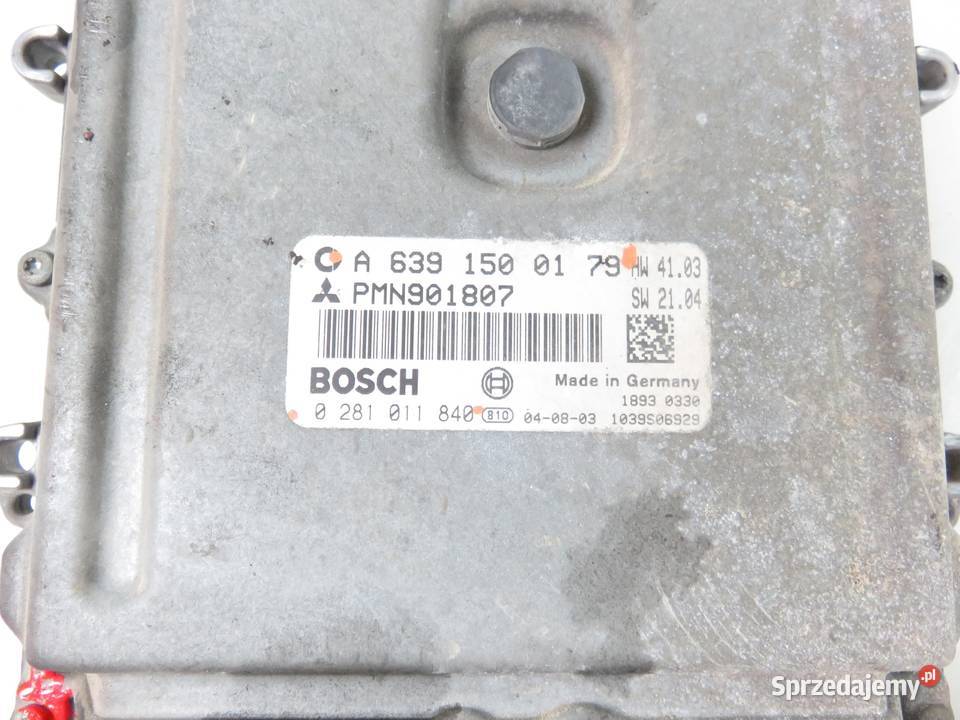 A 639 150 01 79 HW 41.03
PMN901807 SW 21.04
BOSCH Made in Germany
1893 0330
0 281 011 840 810 04-08-03 1039S06929
Sprzedajemy.pl